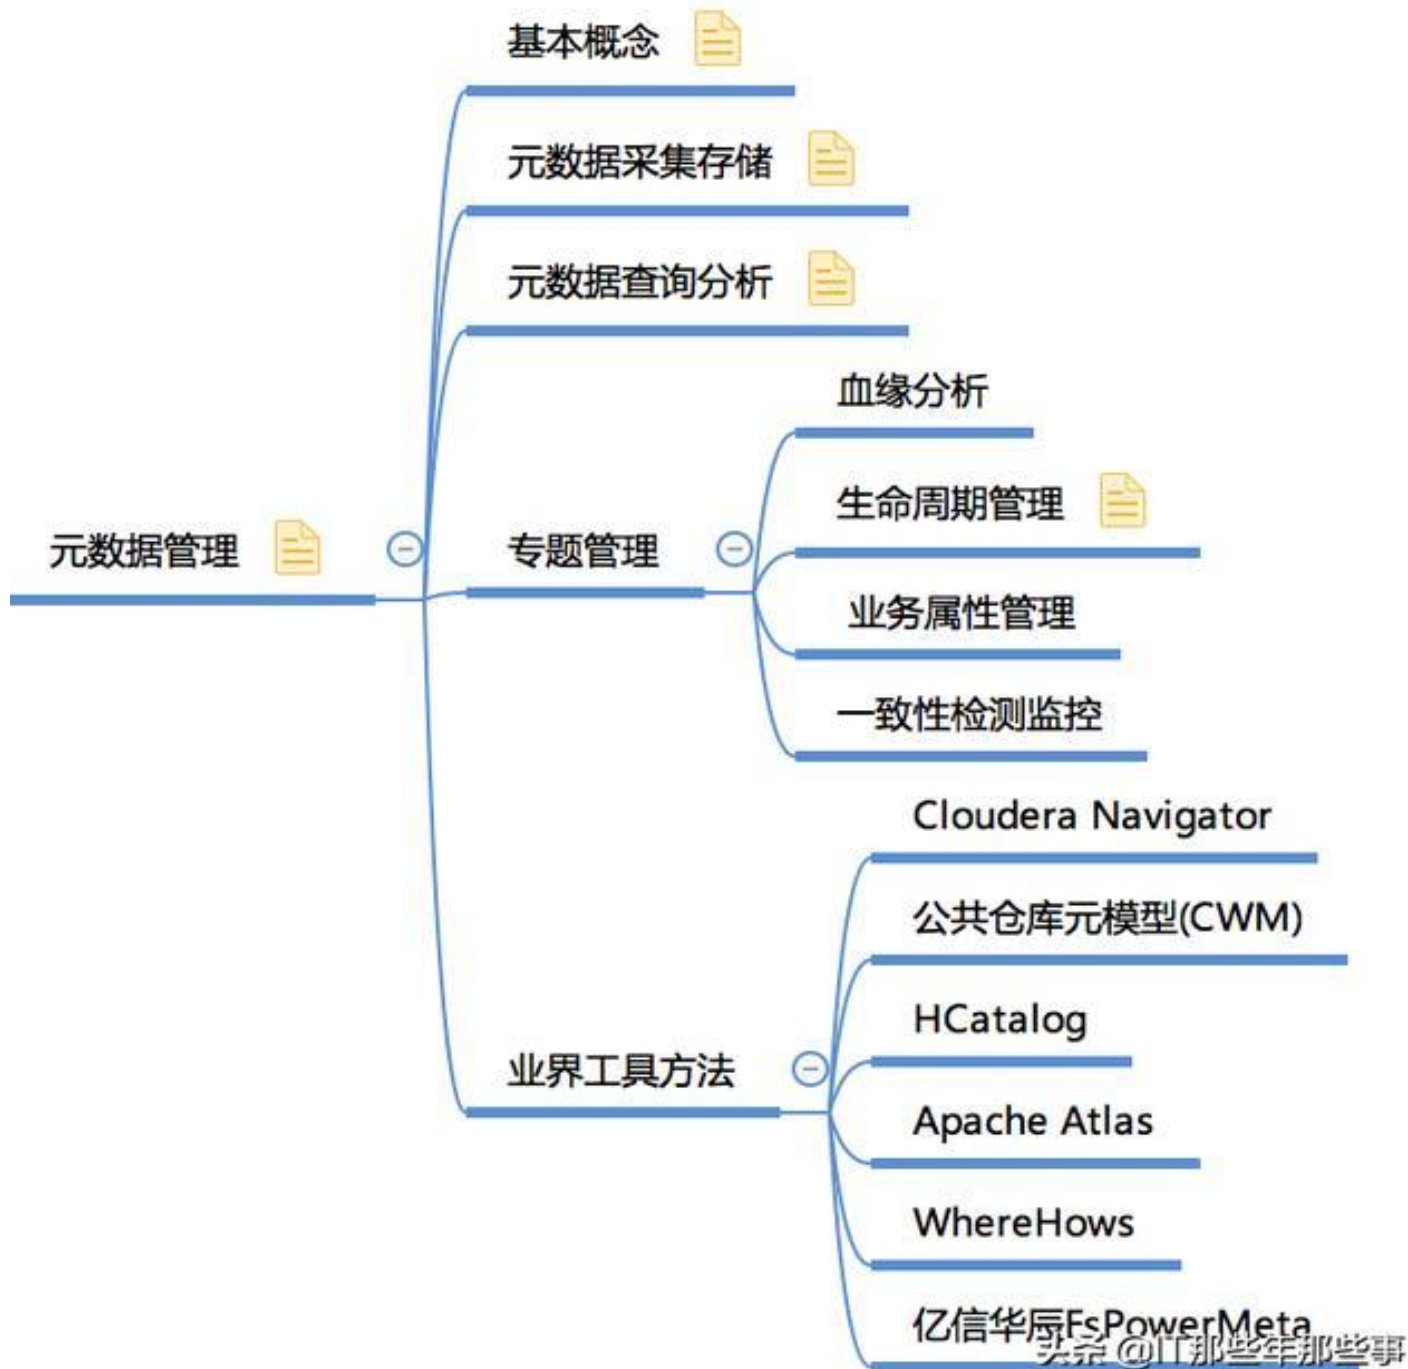 基本概念
元数据采集存储
元数据查询分析
血缘分析
生命周期管理
元数据管理
专题管理
业务属性管理
一致性检测监控
Cloudera Navigator
公共仓库元模型(CWM)
HCatalog
业界工具方法
Apache Atlas
WhereHows
亿信华辰EsPowerMeta
头条 @IT那些年那些事